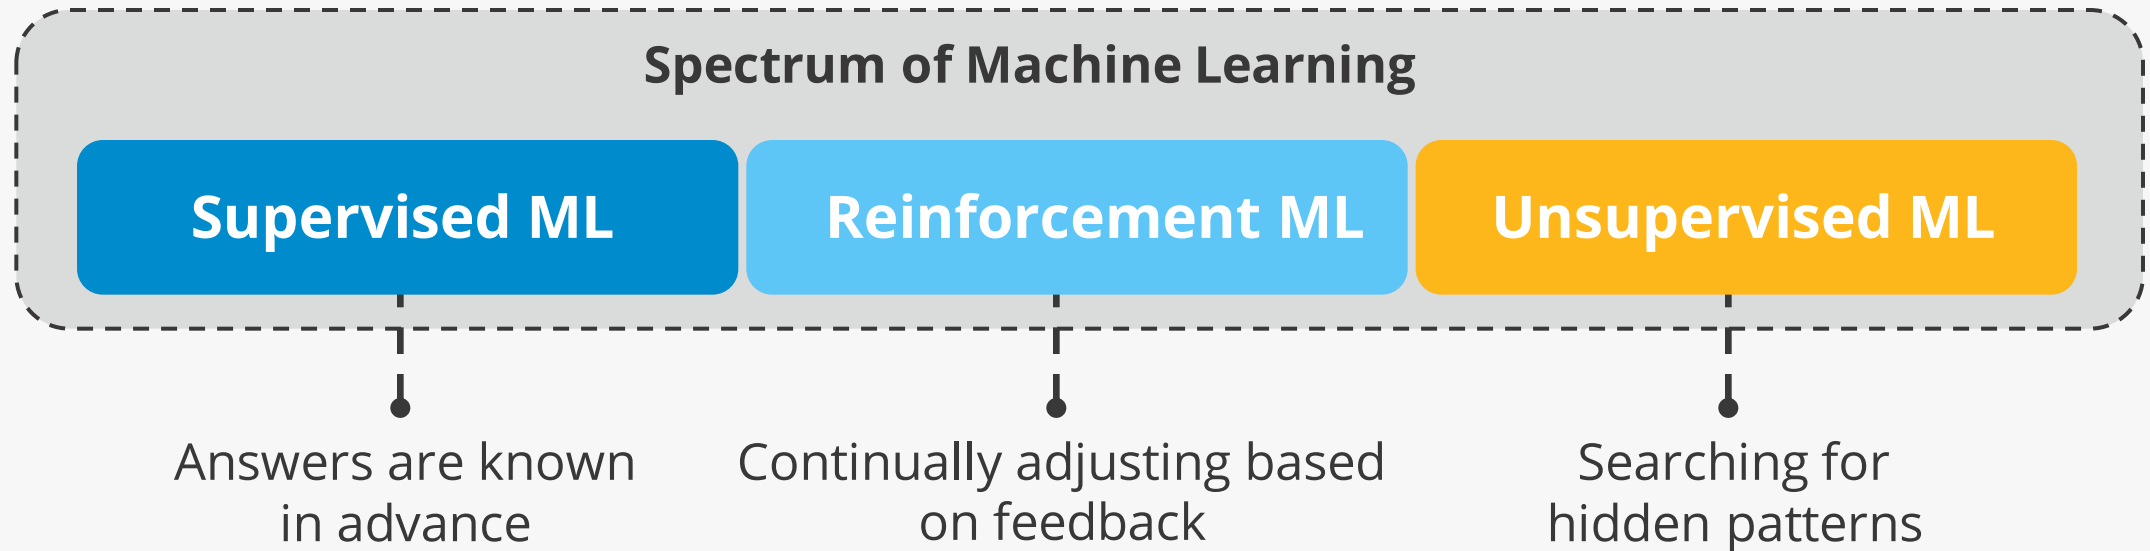 Spectrum of Machine Learning
Supervised ML
Reinforcement ML
Unsupervised ML
Answers are known
in advance
Continually adjusting based
on feedback
Searching for
hidden patterns